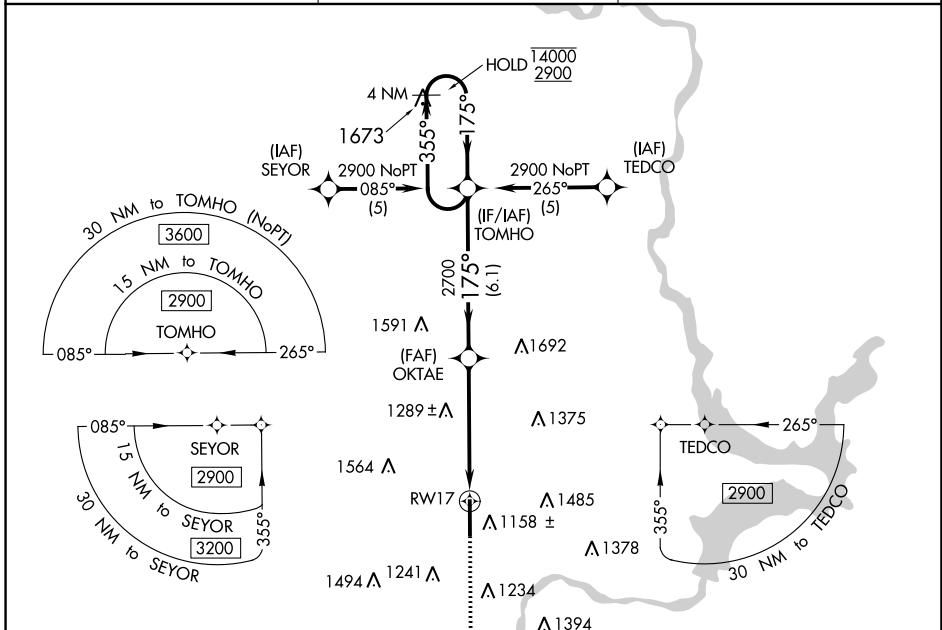 HOLD 14000
2900
4 NM
1673
355°
175°
(IAF)
SEYOR
2900 NoPT
085°
(5)
(IAF)
TEDCO
2900 NoPT
265°
(5)
(IF/IAF)
TOMHO
2700
175°
(6.1)
30 NM to TOMHO (NoPT)
3600
15 NM to TOMHO
2900
TOMHO
085°
265°
1591
(FAF)
OKTAE
1692
1289 ±
1375
1564
RW17
1485
1158 ±
1378
1494
1241
1234
1394
085°
SEYOR
2900
15 NM to SEYOR
3200
30 NM to SEYOR
355°
265°
TEDCO
2900
355°
30 NM to TEDCO